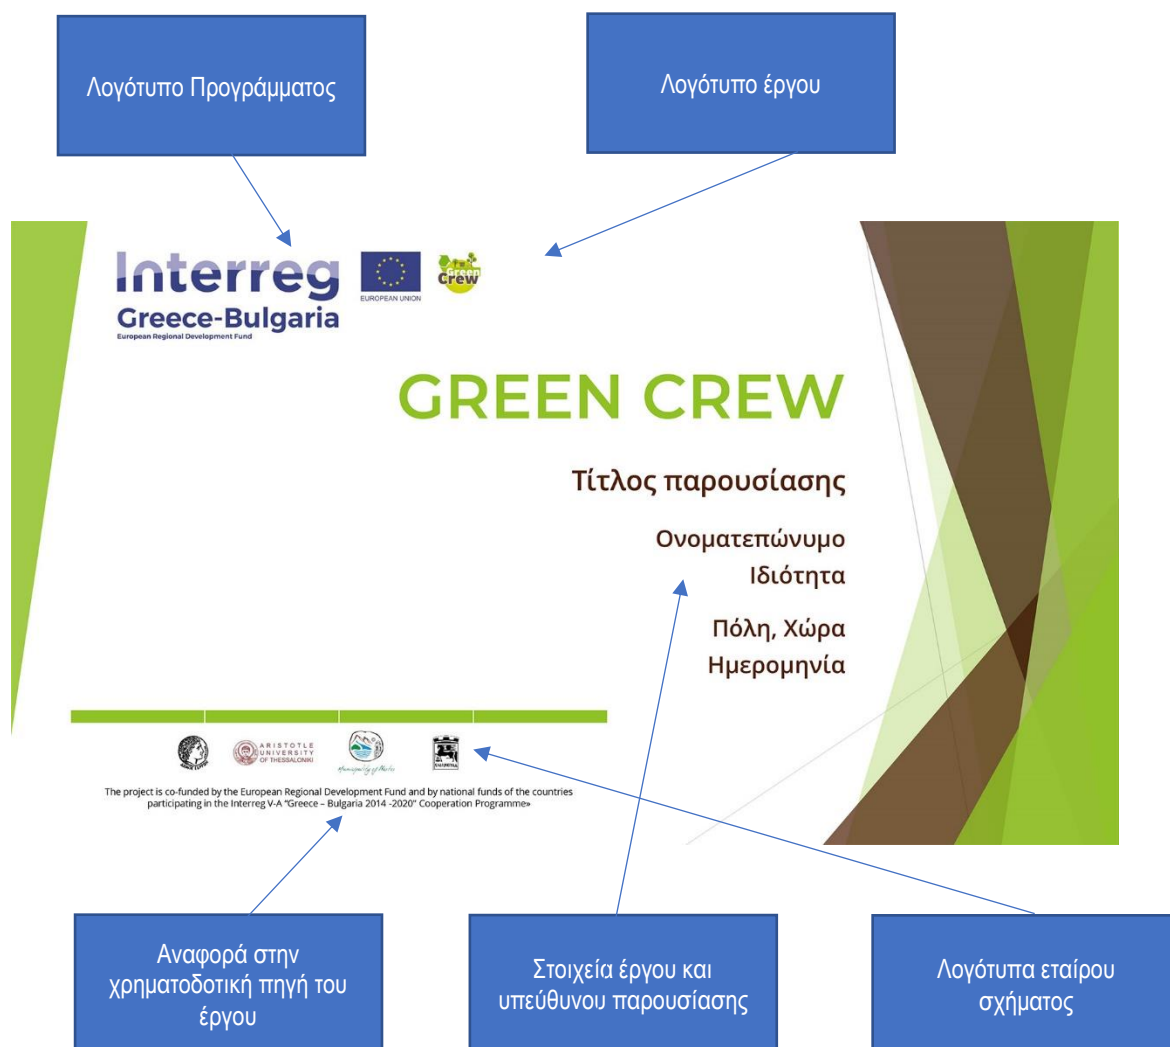 Λογότυπο Προγράμματος
Λογότυπο έργου
Interreg
Greece-Bulgaria
European Regional Development Fund
EUROPEAN UNION
Green
Crew
GREEN CREW
Τίτλος παρουσίασης
Ονοματεπώνυμο
Ιδιότητα
Πόλη, Χώρα
Ημερομηνία
ARISTOTLE
UNIVERSITY
OF THESSALONIKI
Municipality of
The project is co-funded by the European Regional Development Fund and by national funds of the countries
participating in the Interreg V-A "Greece – Bulgaria 2014 -2020" Cooperation Programme»
Αναφορά στην
χρηματοδοτική πηγή του
έργου
Στοιχεία έργου και
υπεύθυνου παρουσίασης
Λογότυπα εταίρου
σχήματος